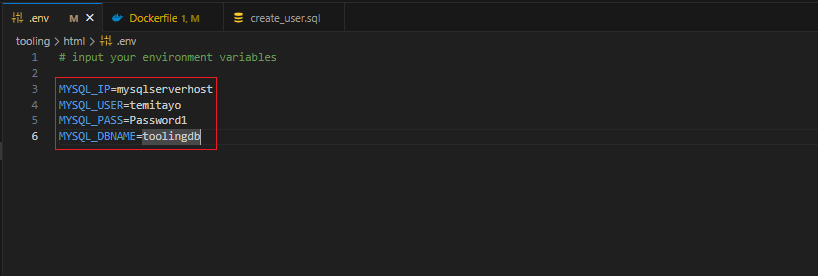 .env M ✕ Dockerfile 1, M create_user.sql
tooling > html > .env
1 # input your environment variables
2
3 MYSQL_IP=mysqlserverhost
4 MYSQL_USER=temitayo
5 MYSQL_PASS=Password1
6 MYSQL_DBNAME=toolingdb